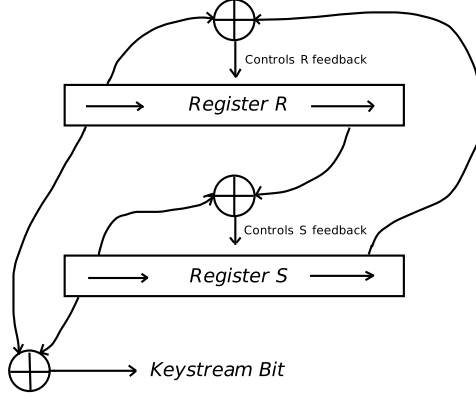 Controls R feedback
Register R
Controls S feedback
Register S
Keystream Bit